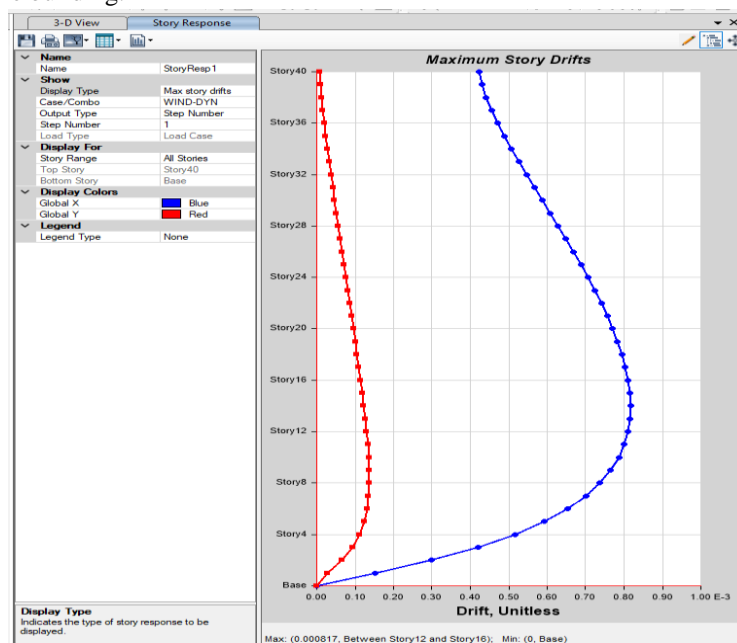 3-D View Story Response
Name
Name StoryResp1
Show
Display Type Max story drifts
Case/Combo WIND-DYN
Output Type Step Number
Step Number 1
Load Type Load Case
Display For
Story Range All Stories
Top Story Story40
Bottom Story Base
Display Colors
Global X Blue
Global Y Red
Legend
Legend Type None
Display Type
Indicates the type of story response to be
displayed.
Maximum Story Drifts
Story40
Story36
Story32
Story28
Story24
Story20
Story16
Story12
Story8
Story4
Base
0.00 0.10 0.20 0.30 0.40 0.50 0.60 0.70 0.80 0.90 1.00 E-3
Drift, Unitless
Max: (0.000817, Between Story12 and Story16); Min: (0, Base)